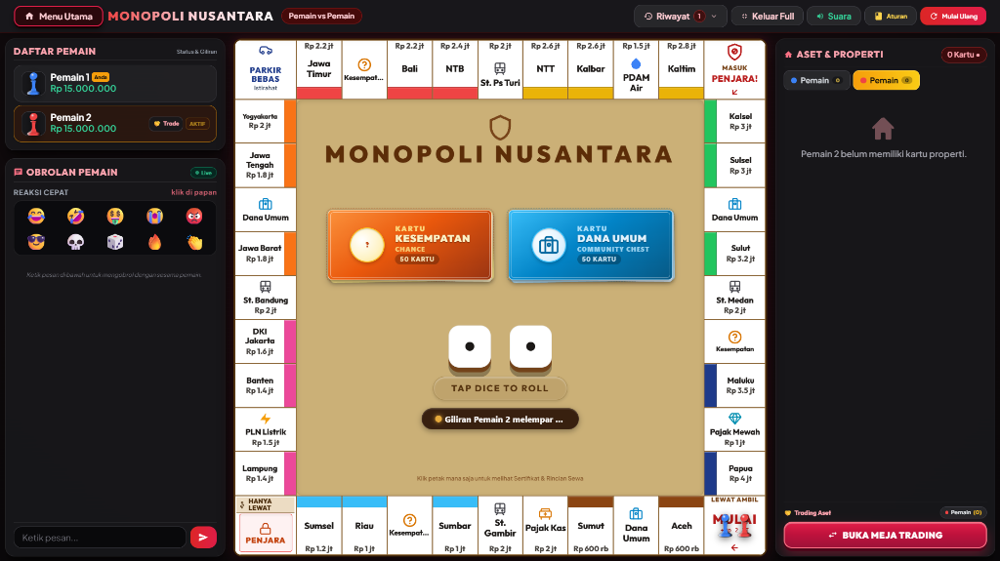 Menu Utama
MONOPOLI NUSANTARA
Pemain vs Pemain
Riwayat 1
Keluar Full
Suara
Aturan
Mulai Ulang
DAFTAR PEMAIN
Status & Giliran
Pemain 1 Anda
Rp 15.000.000
Pemain 2
Rp 15.000.000
Trade
AKTIF
OBROLAN PEMAIN
Live
REAKSI CEPAT
klik di papan
Ketik pesan di bawah untuk mengobrol dengan sesama pemain.
Ketik pesan...
PARKIR
BEBAS
Istirahat
Rp 2.2 jt
Jawa
Timur
Kesempat...
Rp 2.2 jt
Bali
Rp 2.4 jt
NTB
Rp 2 jt
St. Ps Turi
Rp 2.6 jt
NTT
Rp 2.6 jt
Kalbar
Rp 1.5 jt
PDAM
Air
Rp 2.8 jt
Kaltim
MASUK
PENJARA!
Yogyakarta
Rp 2 jt
Jawa
Tengah
Rp 1.8 jt
Dana Umum
Jawa Barat
Rp 1.8 jt
St. Bandung
Rp 2 jt
DKI
Jakarta
Rp 1.6 jt
Banten
Rp 1.4 jt
PLN Listrik
Rp 1.5 jt
Lampung
Rp 1.4 jt
MONOPOLI NUSANTARA
KARTU
KESEMPATAN
CHANCE
50 KARTU
KARTU
DANA UMUM
COMMUNITY CHEST
50 KARTU
TAP DICE TO ROLL
Giliran Pemain 2 melempar ...
Klik petak mana saja untuk melihat Sertifikat & Rincian Sewa
Kalsel
Rp 3 jt
Sulsel
Rp 3 jt
Dana Umum
Sulut
Rp 3.2 jt
St. Medan
Rp 2 jt
Kesempatan
Maluku
Rp 3.5 jt
Pajak Mewah
Rp 1 jt
Papua
Rp 4 jt
HANYA
LEWAT
PENJARA
Sumsel
Rp 1.2 jt
Riau
Rp 1 jt
Kesempat...
Sumbar
Rp 1 jt
St.
Gambir
Rp 2 jt
Pajak Kas
Rp 2 jt
Sumut
Rp 600 rb
Dana
Umum
Aceh
Rp 600 rb
LEWAT AMBIL
MULAI
ASET & PROPERTI
0 Kartu
Pemain 0
Pemain 0
Pemain 2 belum memiliki kartu properti.
Trading Aset
Pemain (0)
BUKA MEJA TRADING